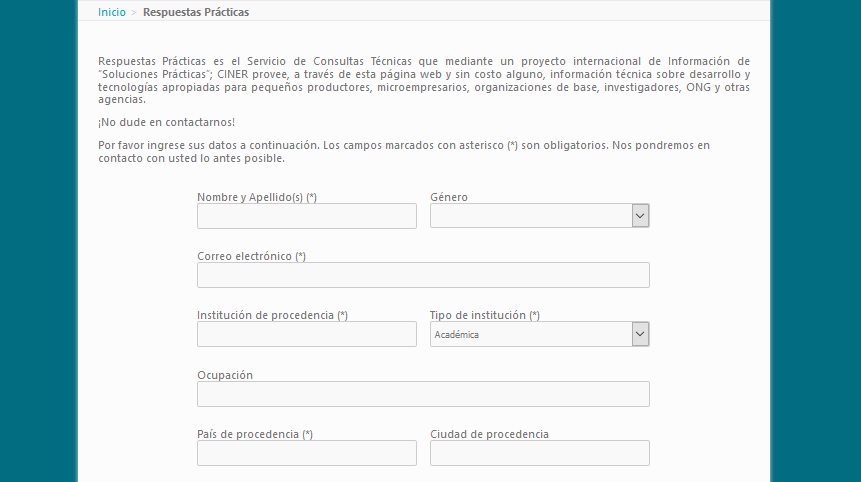 Inicio > Respuestas Prácticas
Respuestas Prácticas es el Servicio de Consultas Técnicas que mediante un proyecto internacional de Información de
"Soluciones Prácticas"; CINER provee, a través de esta página web y sin costo alguno, información técnica sobre desarrollo y
tecnologías apropiadas para pequeños productores, microempresarios, organizaciones de base, investigadores, ONG y otras
agencias.
¡No dude en contactarnos!
Por favor ingrese sus datos a continuación. Los campos marcados con asterisco (*) son obligatorios. Nos pondremos en
contacto con usted lo antes posible.
Nombre y Apellido(s) (*) Género
Correo electrónico (*)
Institución de procedencia (*) Tipo de institución (*)
Académica
Ocupación
País de procedencia (*) Ciudad de procedencia